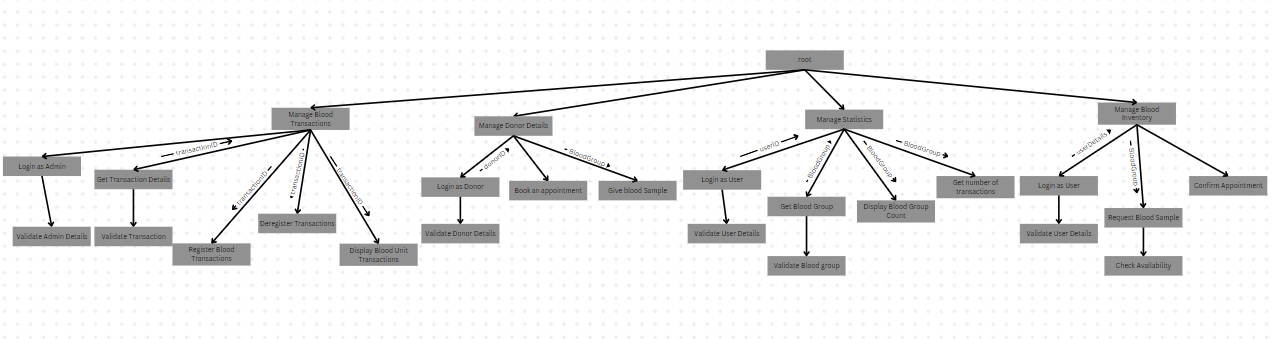 root
Manage Blood
Transactions
Manage Donor Details
Manage Statistics
Manage Blood
Inventory
transactionID
transactionID
transactionID
transactionID
donorID
BloodGroup
userID
BloodGroup
BloodGroup
BloodGroup
userDetails
BloodGroup
Login as Admin
Get Transaction Details
Register Blood
Transactions
Deregister Transactions
Display Blood Unit
Transactions
Login as Donor
Book an appointment
Give blood Sample
Login as User
Get Blood Group
Display Blood Group
Count
Get number of
transactions
Login as User
Request Blood Sample
Confirm Appointment
Validate Admin Details
Validate Transaction
Validate Donor Details
Validate User Details
Validate Blood group
Validate User Details
Check Availability